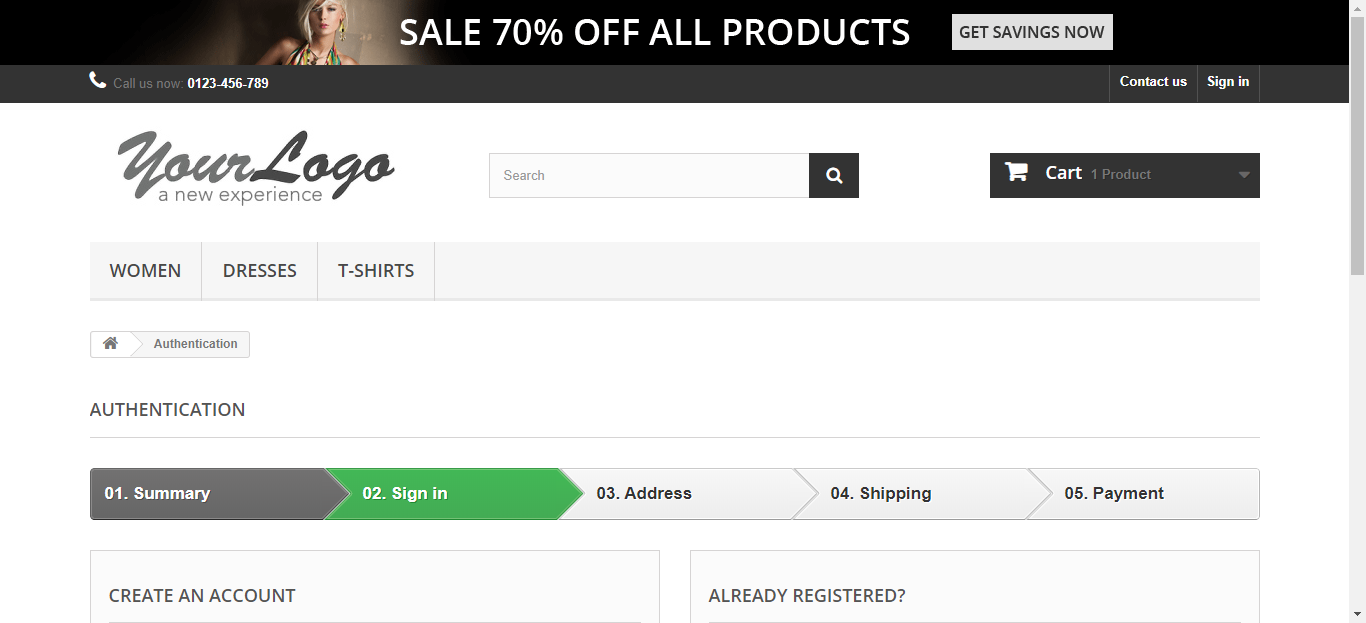 SALE 70% OFF ALL PRODUCTS GET SAVINGS NOW
Call us now: 0123-456-789 Contact us Sign in
Your Logo
a new experience
Search
Cart 1 Product
WOMEN DRESSES T-SHIRTS
Authentication
AUTHENTICATION
01. Summary 02. Sign in 03. Address 04. Shipping 05. Payment
CREATE AN ACCOUNT ALREADY REGISTERED?